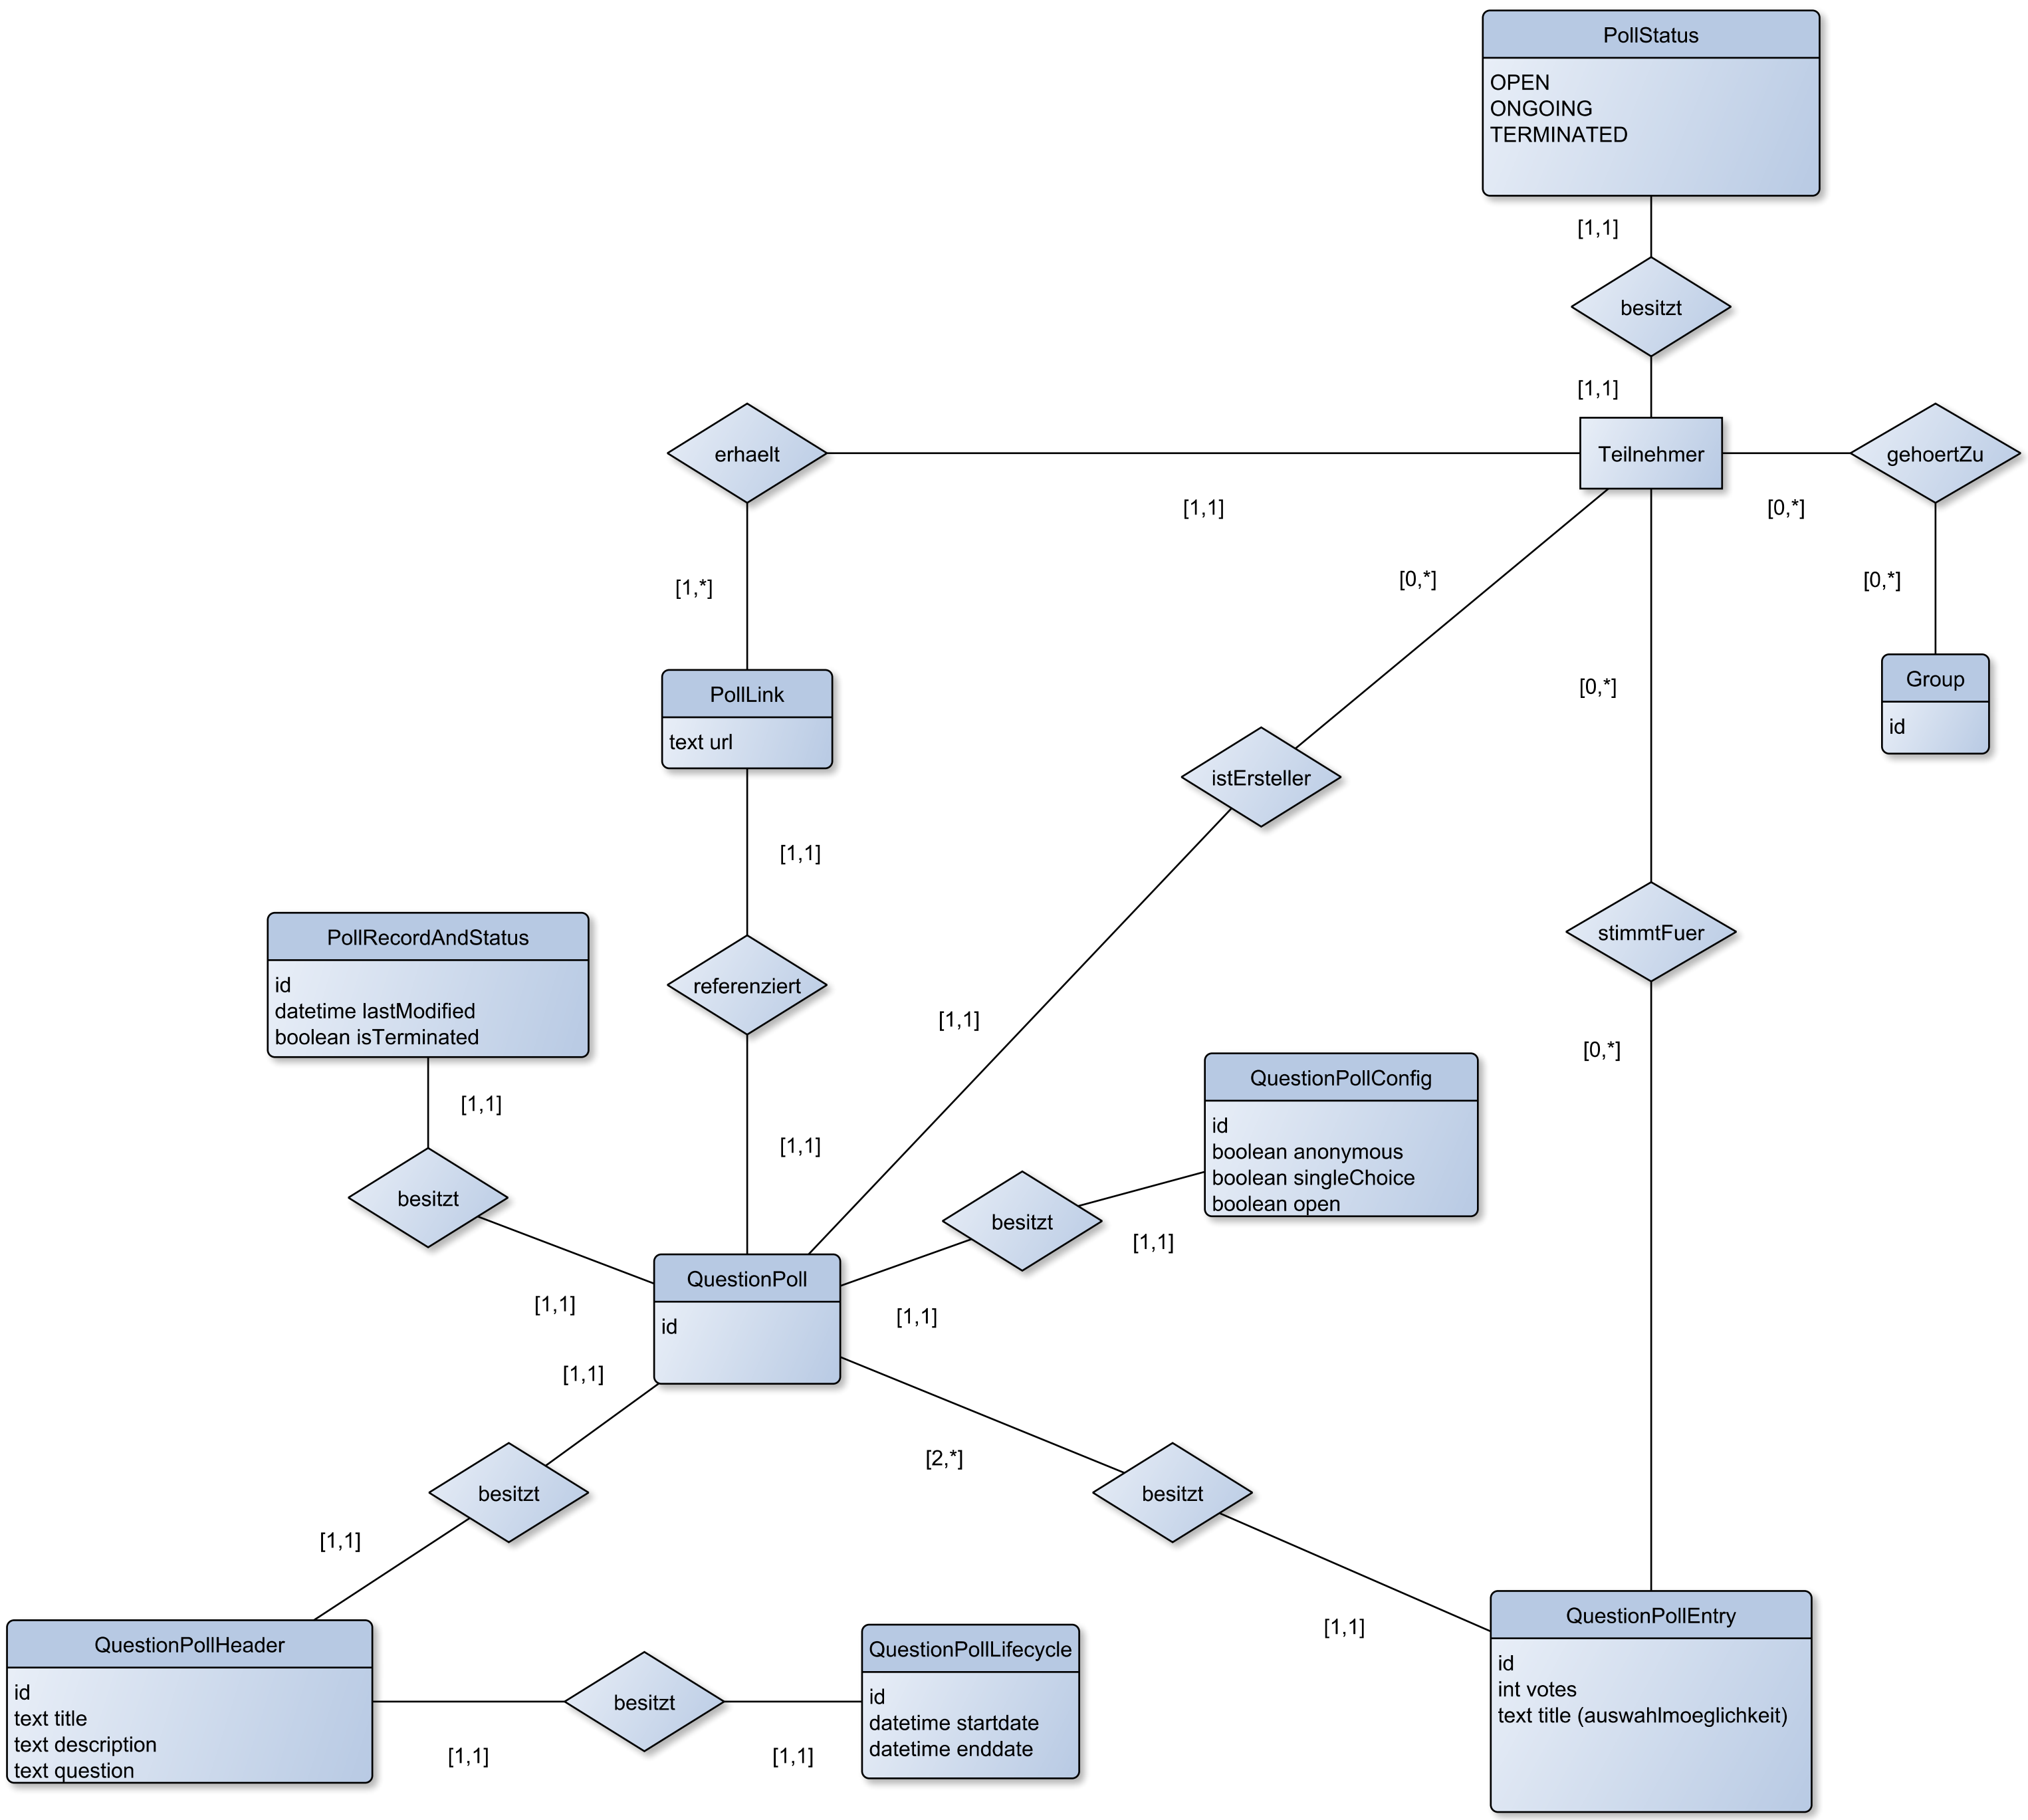 PollStatus
OPEN
ONGOING
TERMINATED
[1,1]
besitzt
[1,1]
erhaelt
Teilnehmer
gehoertZu
[1,1]
[0,*]
[1,*]
[0,*]
[0,*]
[0,*]
PollLink
text url
Group
id
istErsteller
[1,1]
stimmtFuer
PollRecordAndStatus
id
datetime lastModified
boolean isTerminated
referenziert
[1,1]
[0,*]
[1,1]
QuestionPollConfig
id
boolean anonymous
boolean singleChoice
boolean open
[1,1]
besitzt
besitzt
[1,1]
[1,1]
[1,1]
QuestionPoll
id
[1,1]
[2,*]
besitzt
besitzt
[1,1]
[1,1]
QuestionPollHeader
id
text title
text description
text question
besitzt
[1,1]
[1,1]
QuestionPollLifecycle
id
datetime startdate
datetime enddate
QuestionPollEntry
id
int votes
text title (auswahlmoeglichkeit)